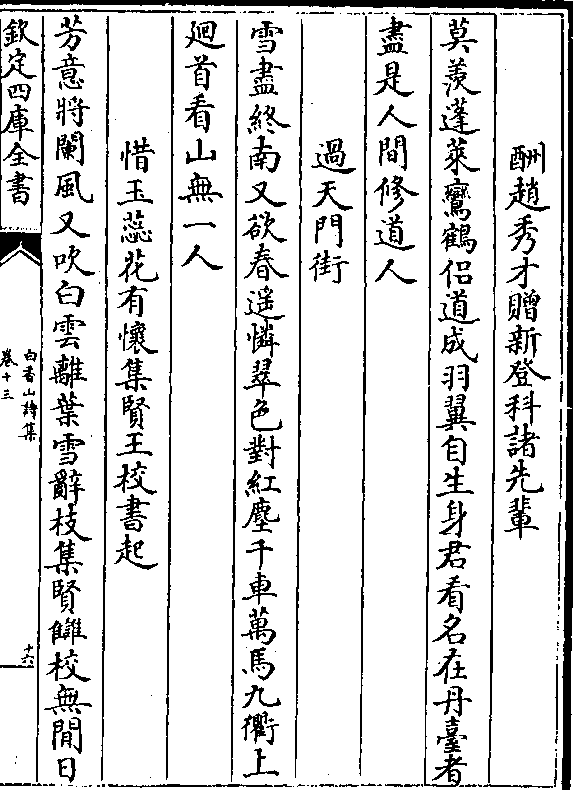 酬趙秀才贈新登科諸先輩
莫羨蓬萊鸞鶴侶道成羽翼自生身君看名在丹臺者
盡是人間修道人
過天門街
雪盡終南又欲春遥憐翠色對紅塵千車萬馬九衢上
廻首看山無一人
惜玉蕊花有懷集賢王校書起
芳意將闌風又吹白雲離葉雪辭枝集賢讎校無閒日
欽定四庫全書
白香山詩集
卷十三
十六